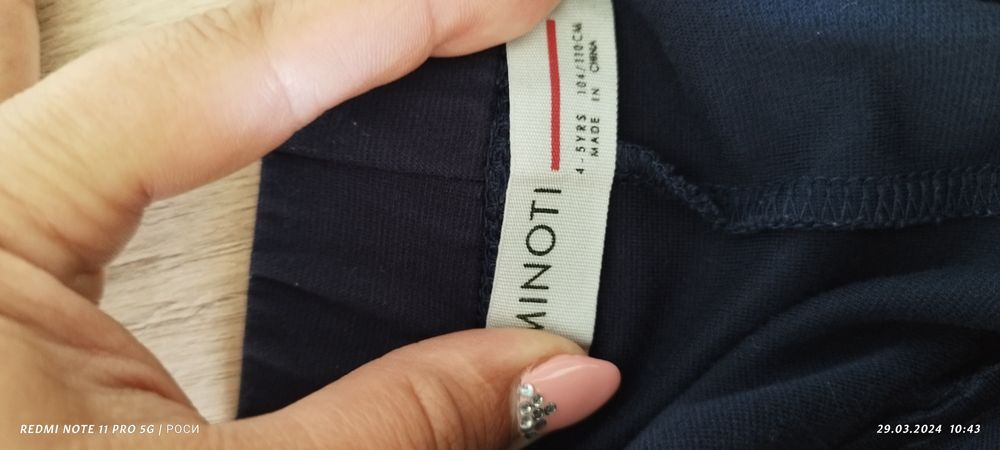 MINOTI
4-5YRS 104/110CM
MADE IN CHINA
REDMI NOTE 11 PRO 5G | РОСИ
29.03.2024 10:43